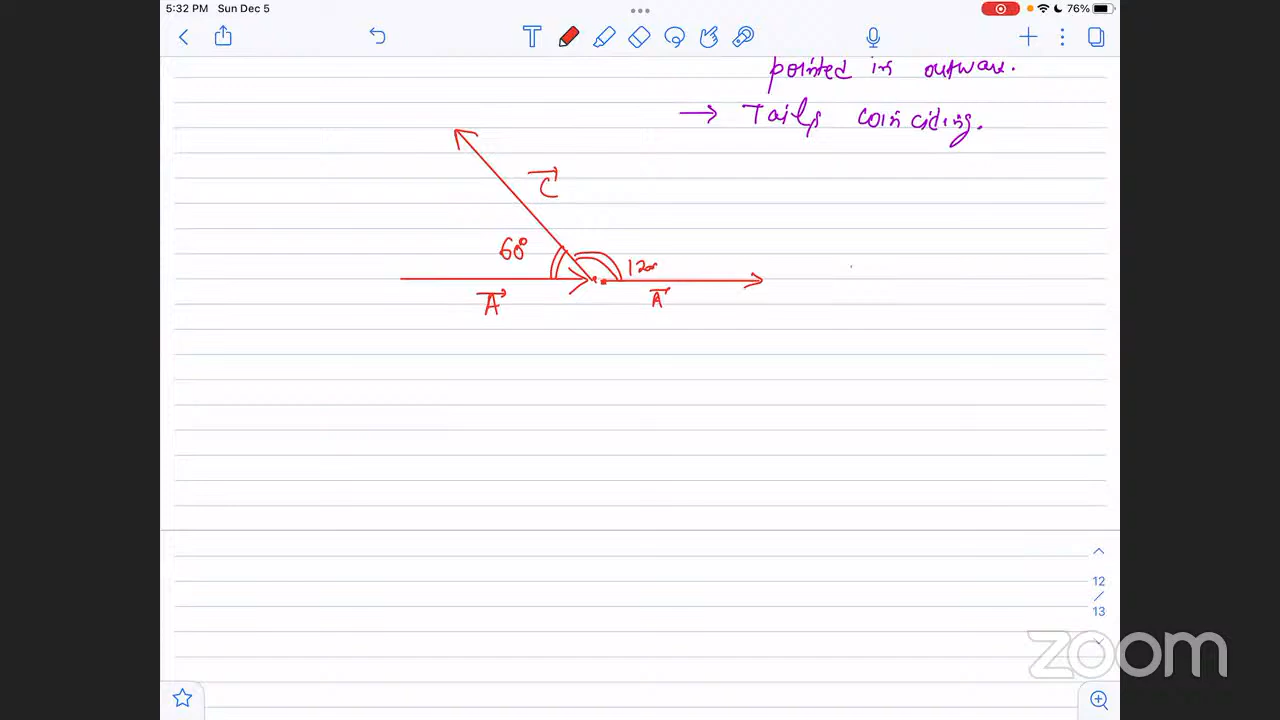 5:32 PM Sun Dec 5
76%
T
pointed in outward.
→ Tails coinciding.
C
60°
120
A
A
12
/
13
zoom